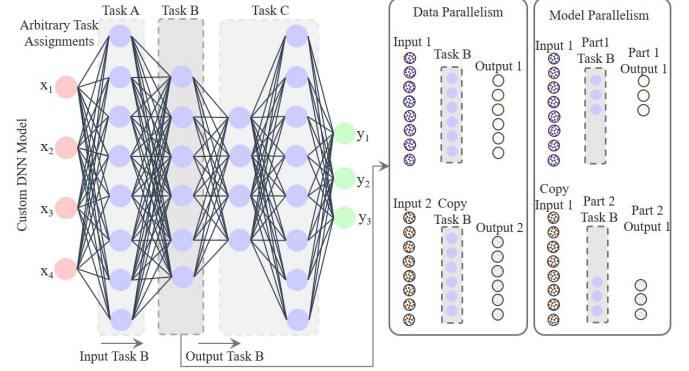 Task A
Task B
Task C
Arbitrary Task
Assignments
Custom DNN Model
x1
x2
x3
x4
y1
y2
y3
Input Task B
Output Task B
Data Parallelism
Input 1
Task B
Output 1
Input 2
Copy
Task B
Output 2
Model Parallelism
Input 1
Part1
Task B
Part 1
Output 1
Copy
Input 1
Part 2
Task B
Part 2
Output 1